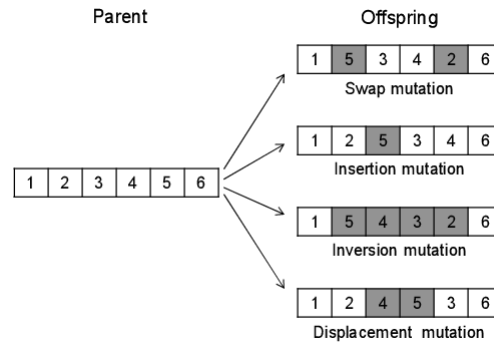 Parent
Offspring
1 5 3 4 2 6
Swap mutation
1 2 5 3 4 6
Insertion mutation
1 2 3 4 5 6
1 5 4 3 2 6
Inversion mutation
1 2 4 5 3 6
Displacement mutation